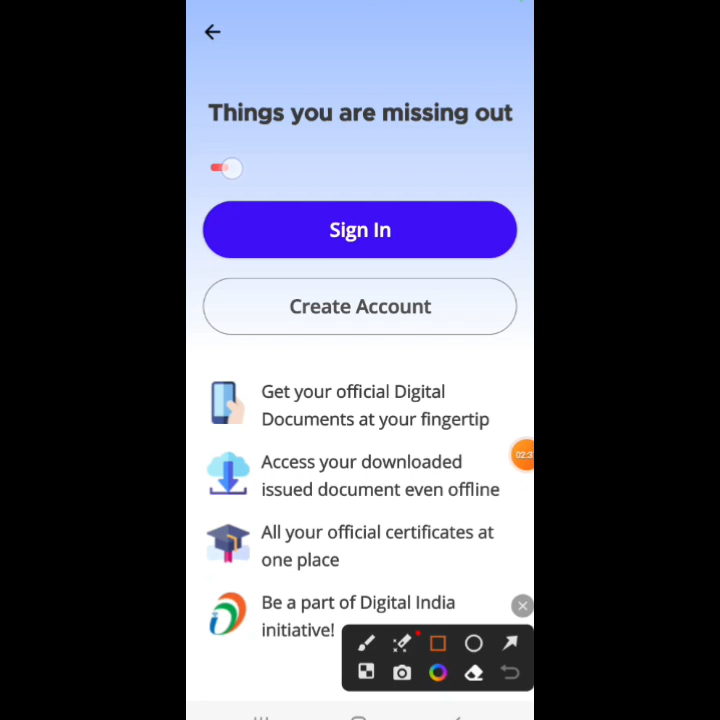 Things you are missing out
Sign In
Create Account
Get your official Digital
Documents at your fingertip
Access your downloaded
issued document even offline
All your official certificates at
one place
Be a part of Digital India
initiative!